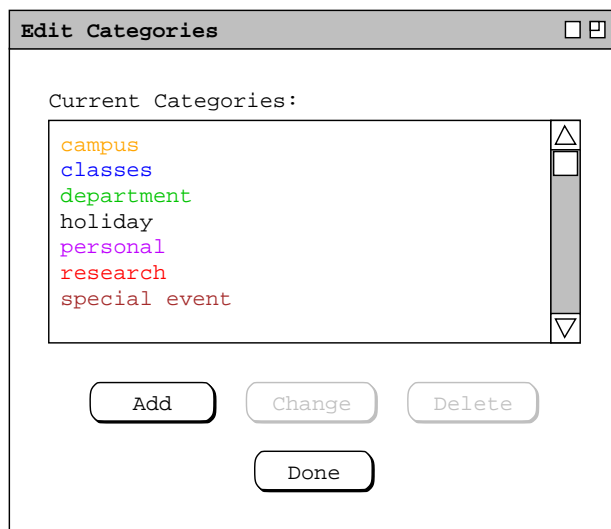 Edit Categories
Current Categories:
campus
classes
department
holiday
personal
research
special event
Add Change Delete
Done